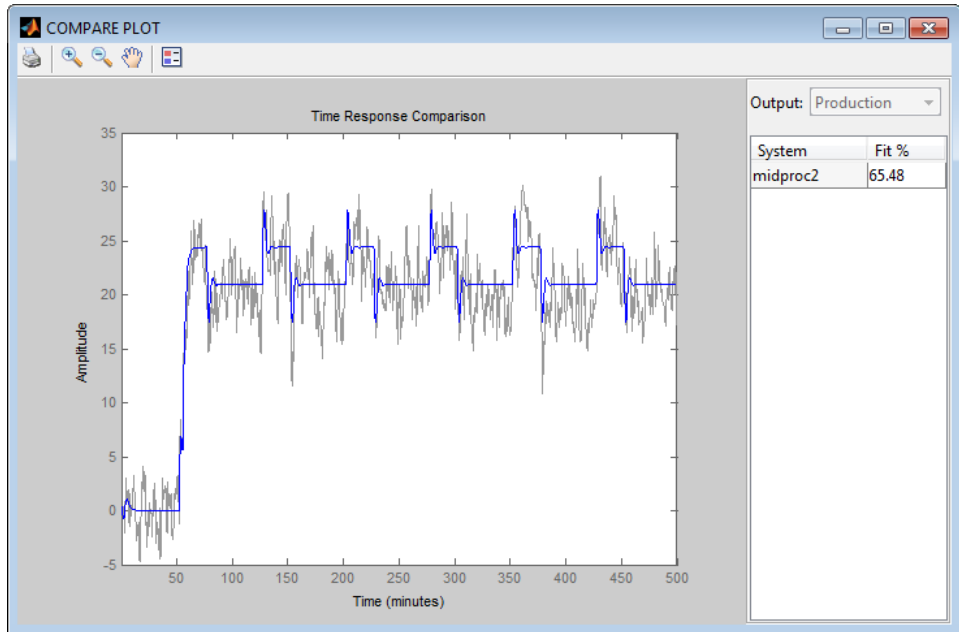 COMPARE PLOT
Time Response Comparison
Output: Production
System Fit %
midproc2 65.48
35
30
25
20
15
10
5
0
-5
Amplitude
50 100 150 200 250 300 350 400 450 500
Time (minutes)